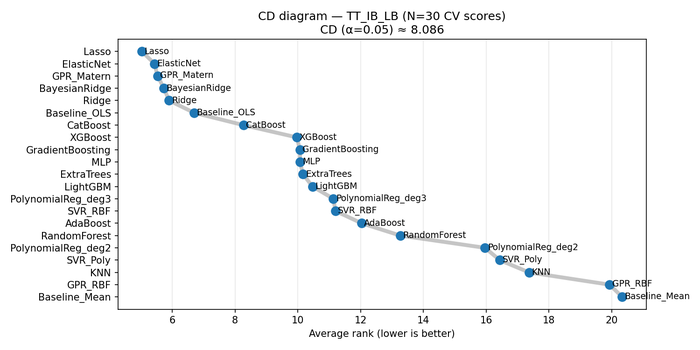 CD diagram — TT_IB_LB (N=30 CV scores)
CD (α=0.05) ≈ 8.086
Lasso
Lasso
ElasticNet
ElasticNet
GPR_Matern
GPR_Matern
BayesianRidge
BayesianRidge
Ridge
Ridge
Baseline_OLS
Baseline_OLS
CatBoost
CatBoost
XGBoost
XGBoost
GradientBoosting
GradientBoosting
MLP
MLP
ExtraTrees
ExtraTrees
LightGBM
LightGBM
PolynomialReg_deg3
PolynomialReg_deg3
SVR_RBF
SVR_RBF
AdaBoost
AdaBoost
RandomForest
RandomForest
PolynomialReg_deg2
PolynomialReg_deg2
SVR_Poly
SVR_Poly
KNN
KNN
GPR_RBF
GPR_RBF
Baseline_Mean
Baseline_Mean
6 8 10 12 14 16 18 20
Average rank (lower is better)